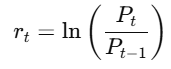 r_t = ln ( P_t / P_{t-1} )